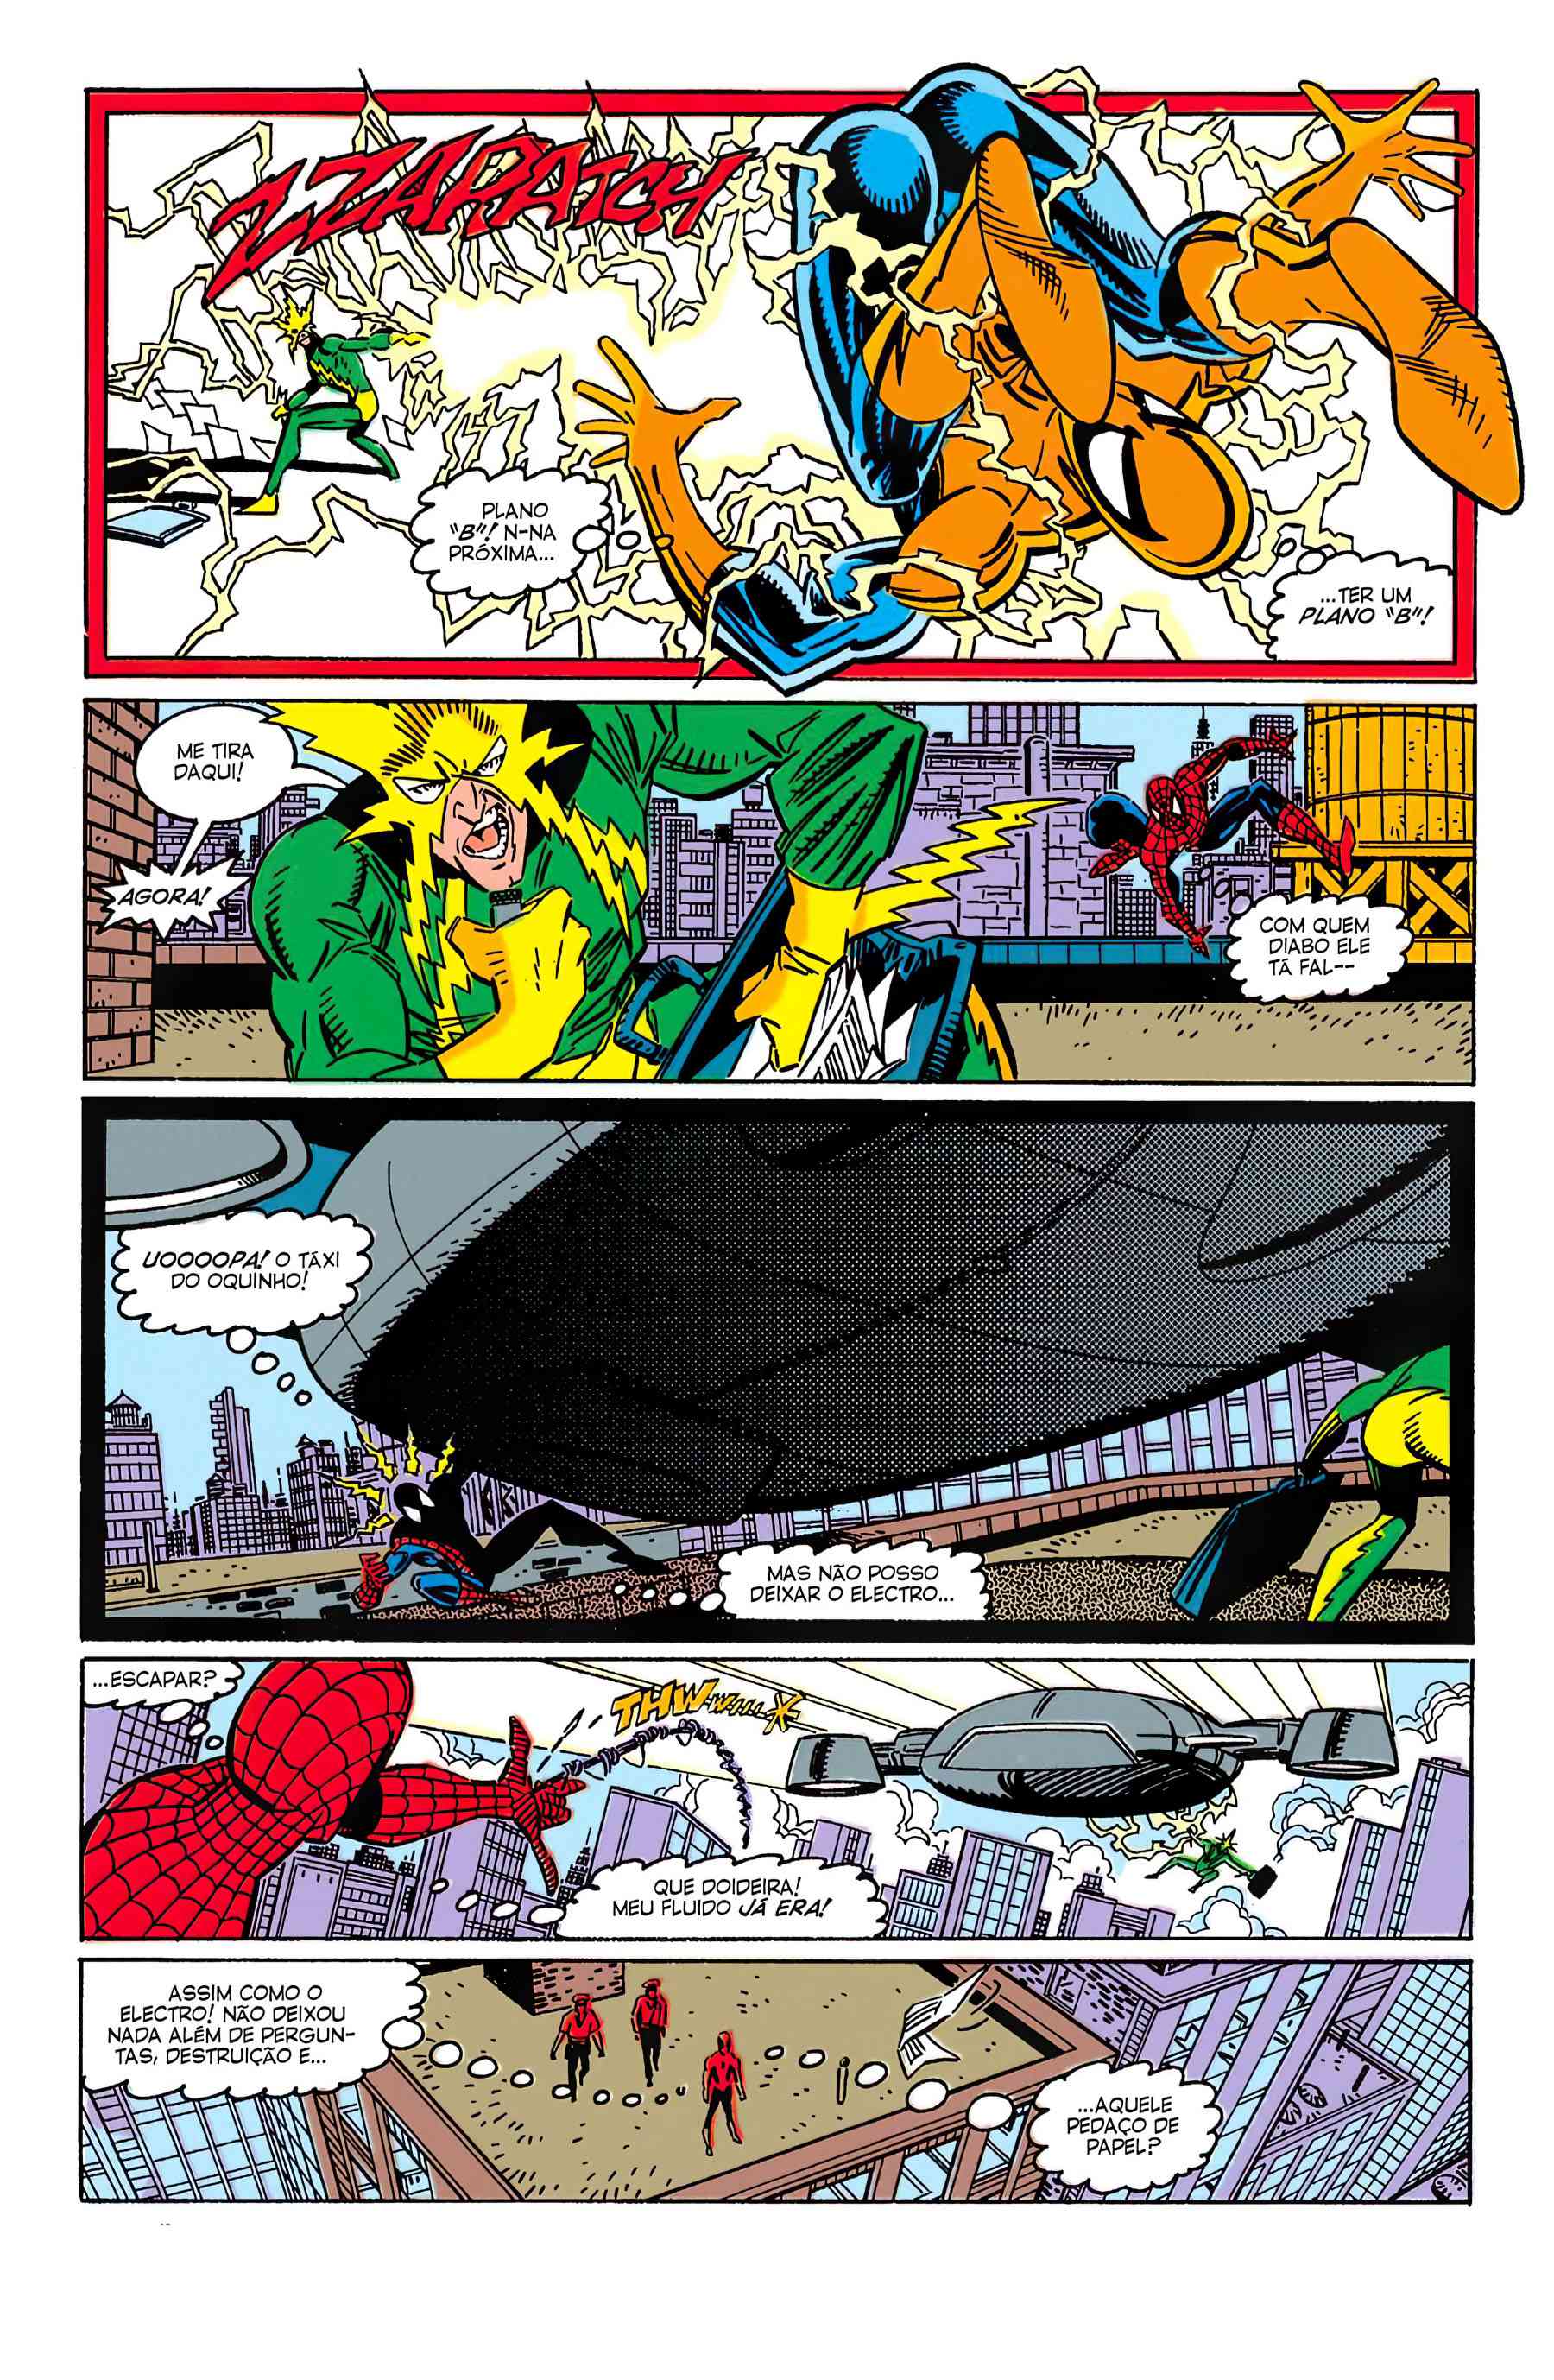 ZZZAPATCH
PLANO
"B"! N-NA
PRÓXIMA...
...TER UM
PLANO "B"!
ME TIRA
DAQUI!
AGORA!
COM QUEM
DIABO ELE
TÁ FAL--
UOOOOPA! O TÁXI
DO OQUINHO!
MAS NÃO POSSO
DEIXAR O ELECTRO...
...ESCAPAR?
THWWIII
QUE DOIDEIRA!
MEU FLUIDO JÁ ERA!
ASSIM COMO O
ELECTRO! NÃO DEIXOU
NADA ALÉM DE PERGUN-
TAS, DESTRUIÇÃO E...
...AQUELE
PEDAÇO DE
PAPEL?